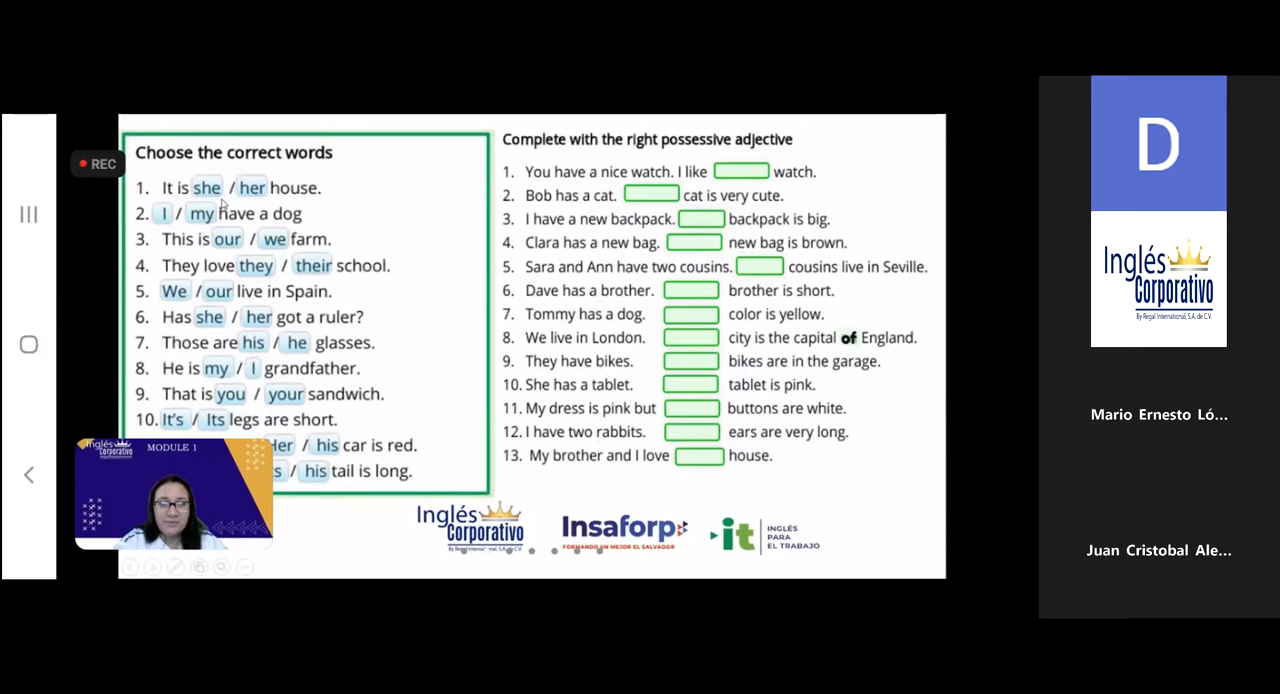 REC
Choose the correct words
1. It is she / her house.
2. I / my have a dog
3. This is our / we farm.
4. They love they / their school.
5. We / our live in Spain.
6. Has she / her got a ruler?
7. Those are his / he glasses.
8. He is my / I grandfather.
9. That is you / your sandwich.
10. It's / Its legs are short.
Her / his car is red.
/ his tail is long.
Complete with the right possessive adjective
1. You have a nice watch. I like watch.
2. Bob has a cat. cat is very cute.
3. I have a new backpack. backpack is big.
4. Clara has a new bag. new bag is brown.
5. Sara and Ann have two cousins. cousins live in Seville.
6. Dave has a brother. brother is short.
7. Tommy has a dog. color is yellow.
8. We live in London. city is the capital of England.
9. They have bikes. bikes are in the garage.
10. She has a tablet. tablet is pink.
11. My dress is pink but buttons are white.
12. I have two rabbits. ears are very long.
13. My brother and I love house.
Inglés
Corporativo
MODULE 1
Inglés
Corporativo
Insaforp
FORMANDO UN MEJOR EL SALVADOR
it
INGLÉS
PARA
EL TRABAJO
D
Inglés
Corporativo
By Regal International, S.A. de C.V.
Mario Ernesto Ló...
Juan Cristobal Ale...